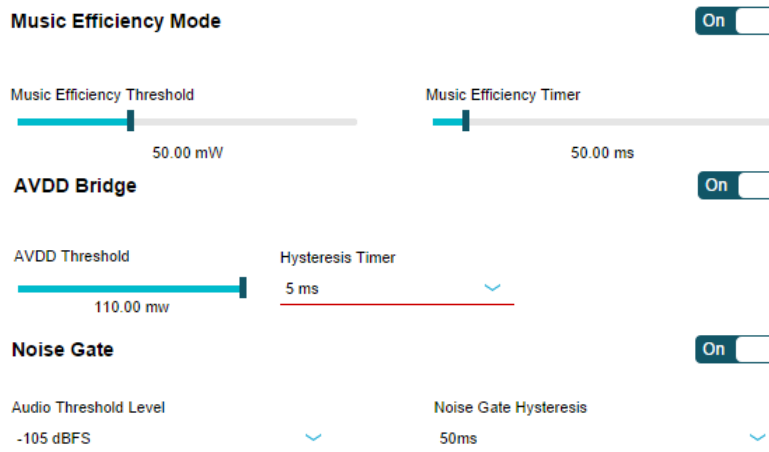 Music Efficiency Mode
On
Music Efficiency Threshold
Music Efficiency Timer
50.00 mW
50.00 ms
AVDD Bridge
On
AVDD Threshold
Hysteresis Timer
5 ms
110.00 mw
Noise Gate
On
Audio Threshold Level
Noise Gate Hysteresis
-105 dBFS
50ms